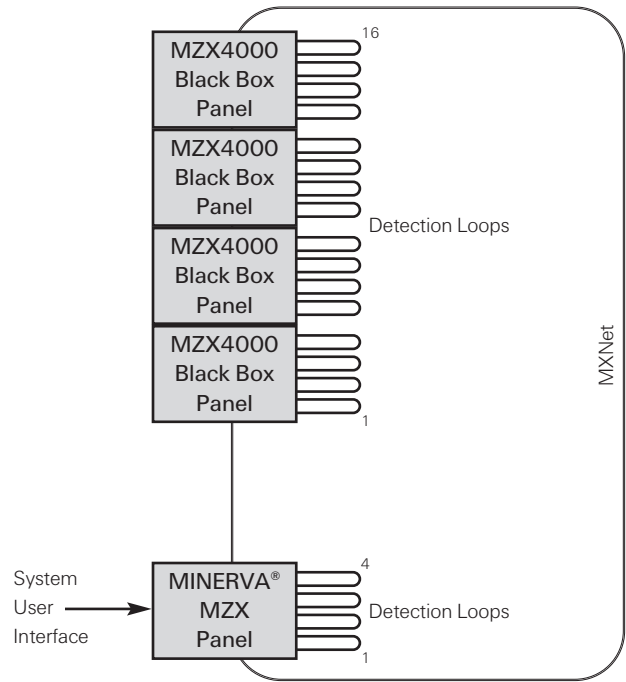 16
MZX4000
Black Box
Panel
MZX4000
Black Box
Panel
Detection Loops
MZX4000
Black Box
Panel
MZX4000
Black Box
Panel
1
MXNet
4
System
User
Interface
MINERVA®
MZX
Panel
Detection Loops
1